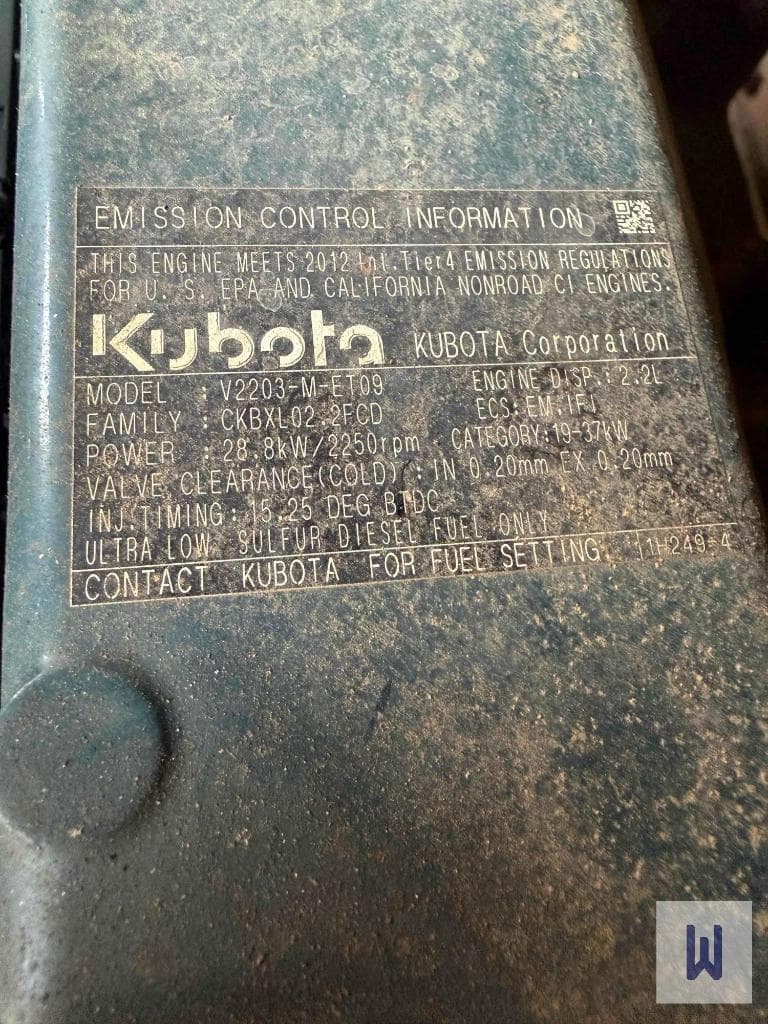 EMISSION CONTROL INFORMATION
THIS ENGINE MEETS 2012 Int.Tier4 EMISSION REGULATIONS
FOR U. S. EPA AND CALIFORNIA NONROAD CI ENGINES.
Kubota KUBOTA Corporation
MODEL : V2203-M-ET09 ENGINE DISP.: 2.2L
FAMILY : CKBXL02.2FCD ECS: EM, IFI
POWER : 28.8kW/2250rpm CATEGORY:19-37kW
VALVE CLEARANCE(COLD) : IN 0.20mm EX 0.20mm
INJ.TIMING: 15.25 DEG BTDC
ULTRA LOW SULFUR DIESEL FUEL ONLY
CONTACT KUBOTA FOR FUEL SETTING. 11H249-4
W